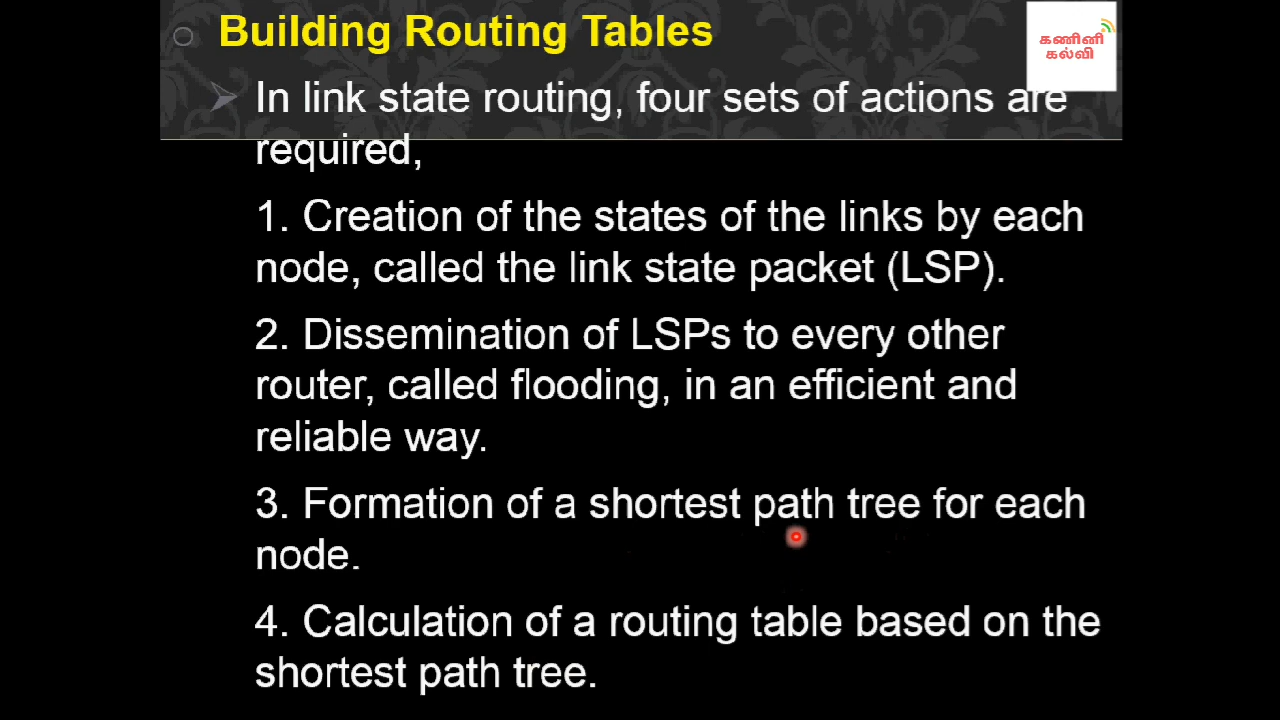 Building Routing Tables
கணினி
கல்வி
In link state routing, four sets of actions are
required,
1. Creation of the states of the links by each
node, called the link state packet (LSP).
2. Dissemination of LSPs to every other
router, called flooding, in an efficient and
reliable way.
3. Formation of a shortest path tree for each
node.
4. Calculation of a routing table based on the
shortest path tree.